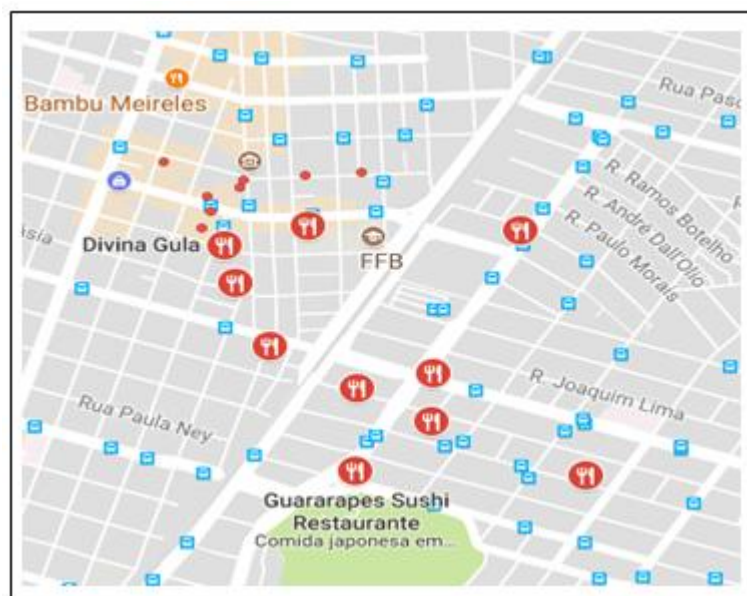 Rua Pasc
Bambu Meireles
R. Ramos Botelho
R. André Dall'Olio
R. Paulo Morais
Divina Gula
FFB
R. Joaquim Lima
Rua Paula Ney
Guararapes Sushi
Restaurante
Comida japonesa em...